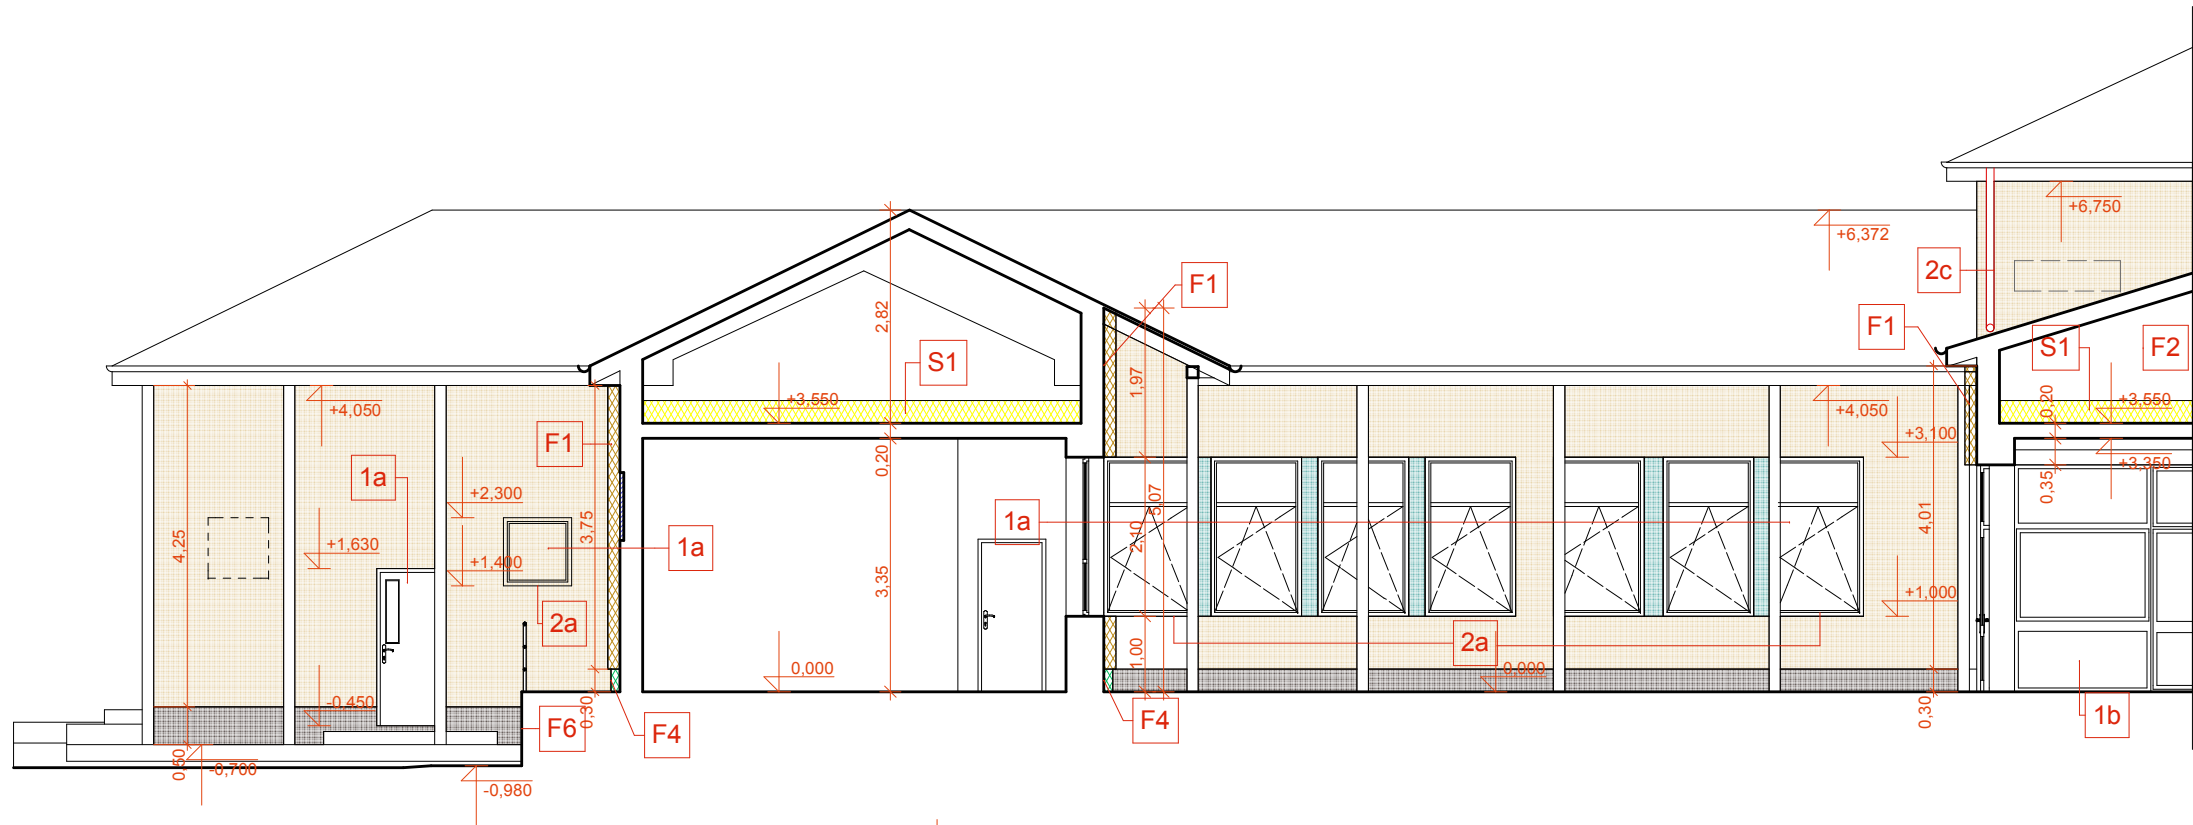 +6,750
+6,372
2c
F1
F1
2,82
S1
S1
F2
1,97
+4,050
+3,550
+4,050
0,20
+3,550
F1
+3,100
0,20
+3,350
1a
0,35
+2,300
1a
5,07
4,25
3,75
1a
2,10
4,01
+1,630
+1,400
3,35
+1,000
2a
2a
1,00
0,000
0,000
-0,450
0,30
F6
F4
F4
0,30
1b
0,50
-0,700
-0,980